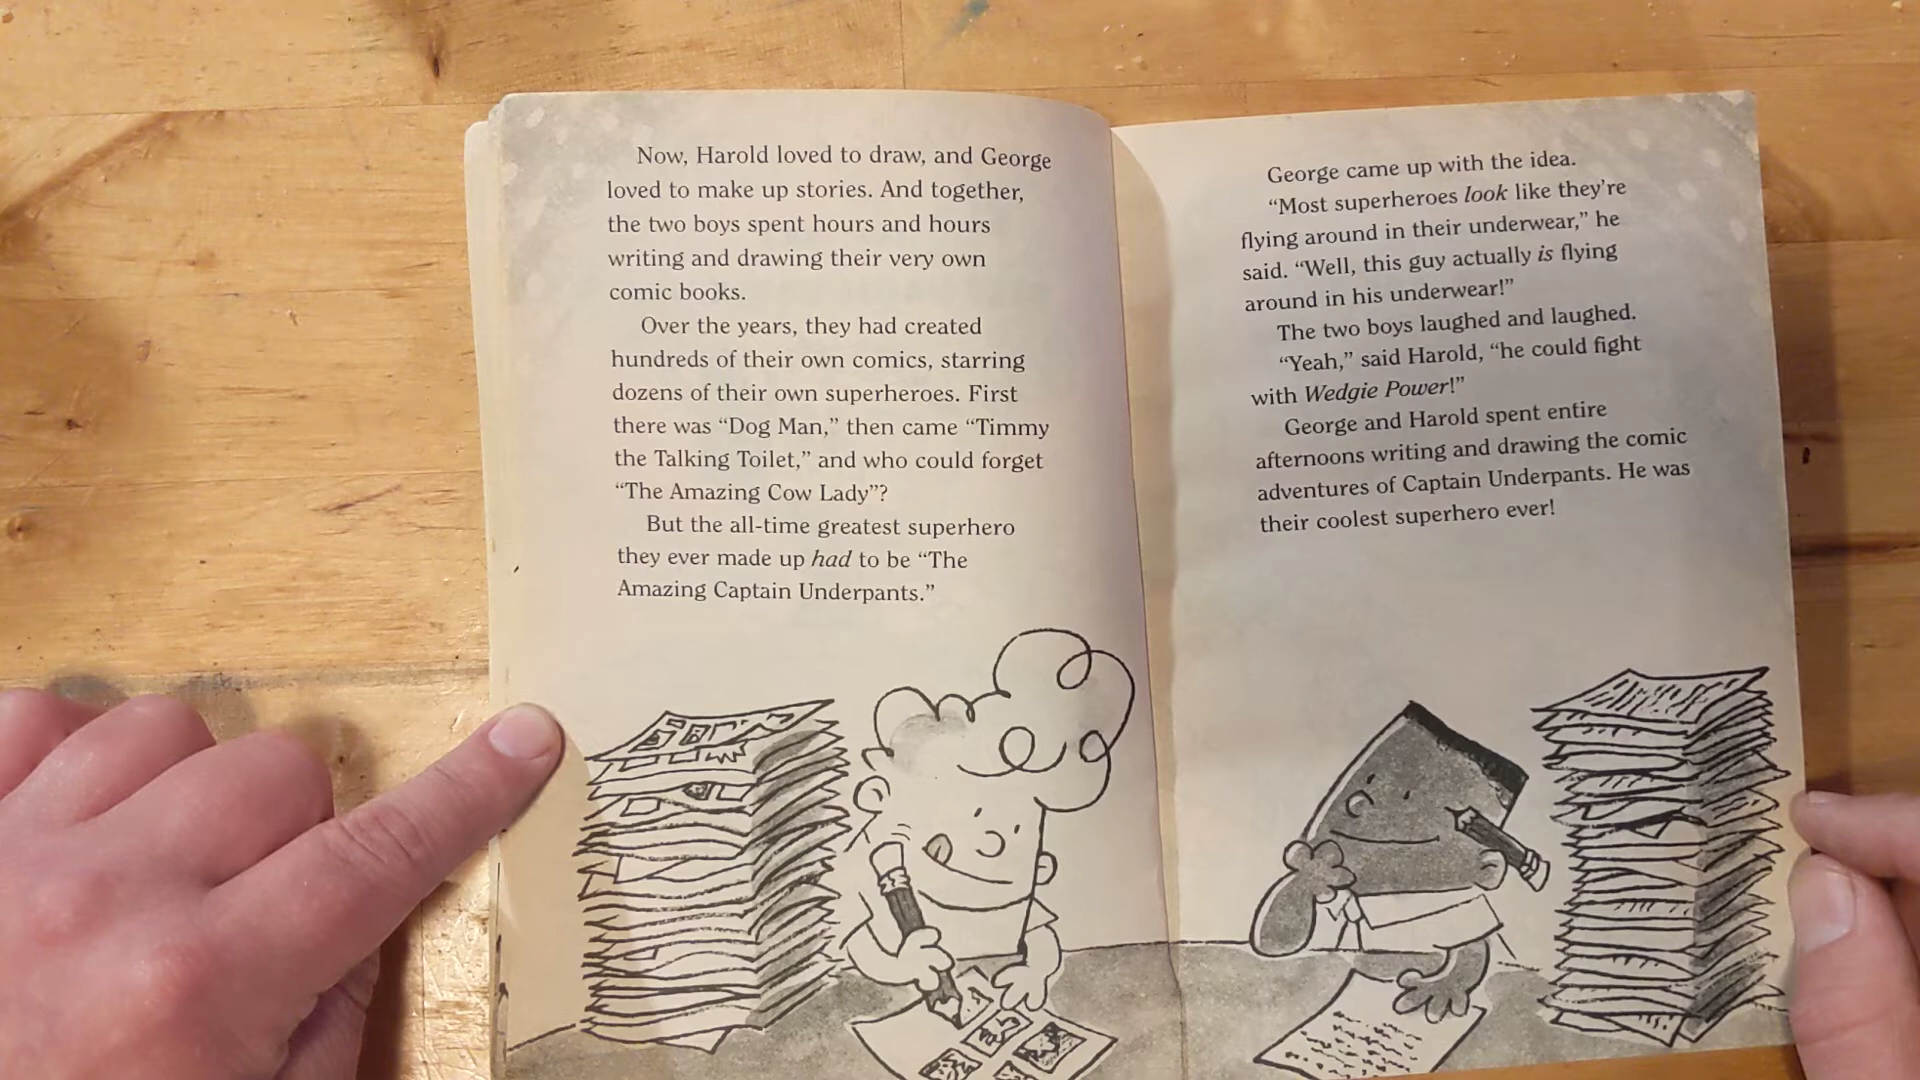 Now, Harold loved to draw, and George
loved to make up stories. And together,
the two boys spent hours and hours
writing and drawing their very own
comic books.
Over the years, they had created
hundreds of their own comics, starring
dozens of their own superheroes. First
there was “Dog Man,” then came “Timmy
the Talking Toilet,” and who could forget
“The Amazing Cow Lady”?
But the all-time greatest superhero
they ever made up had to be “The
Amazing Captain Underpants.”
George came up with the idea.
“Most superheroes look like they’re
flying around in their underwear,” he
said. “Well, this guy actually is flying
around in his underwear!”
The two boys laughed and laughed.
“Yeah,” said Harold, “he could fight
with Wedgie Power!”
George and Harold spent entire
afternoons writing and drawing the comic
adventures of Captain Underpants. He was
their coolest superhero ever!